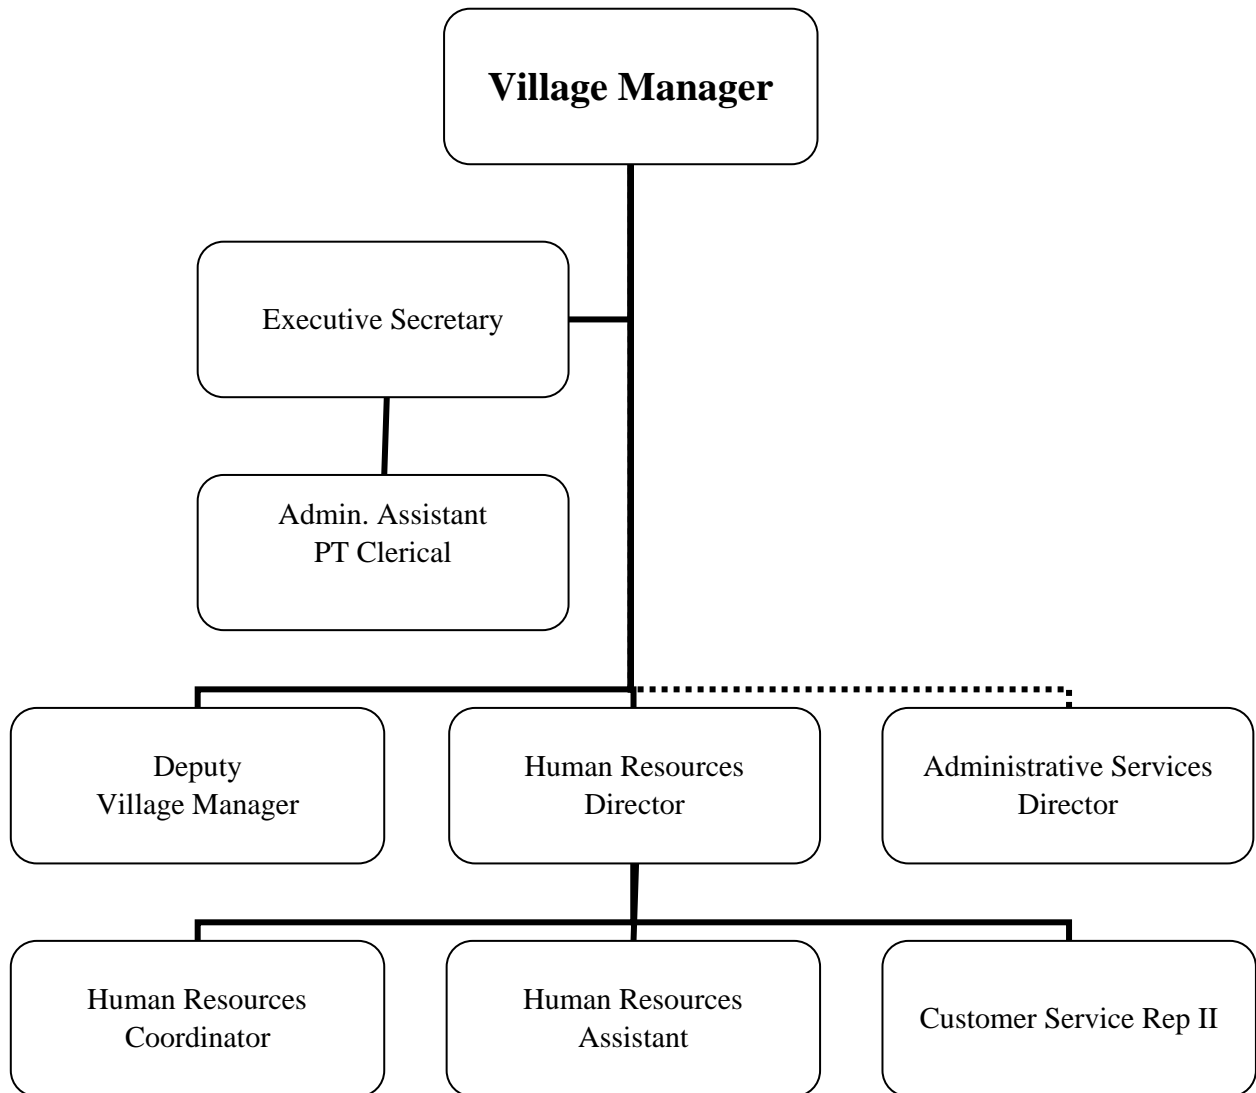 Village Manager
Executive Secretary
Admin. Assistant
PT Clerical
Deputy
Village Manager
Human Resources
Director
Administrative Services
Director
Human Resources
Coordinator
Human Resources
Assistant
Customer Service Rep II